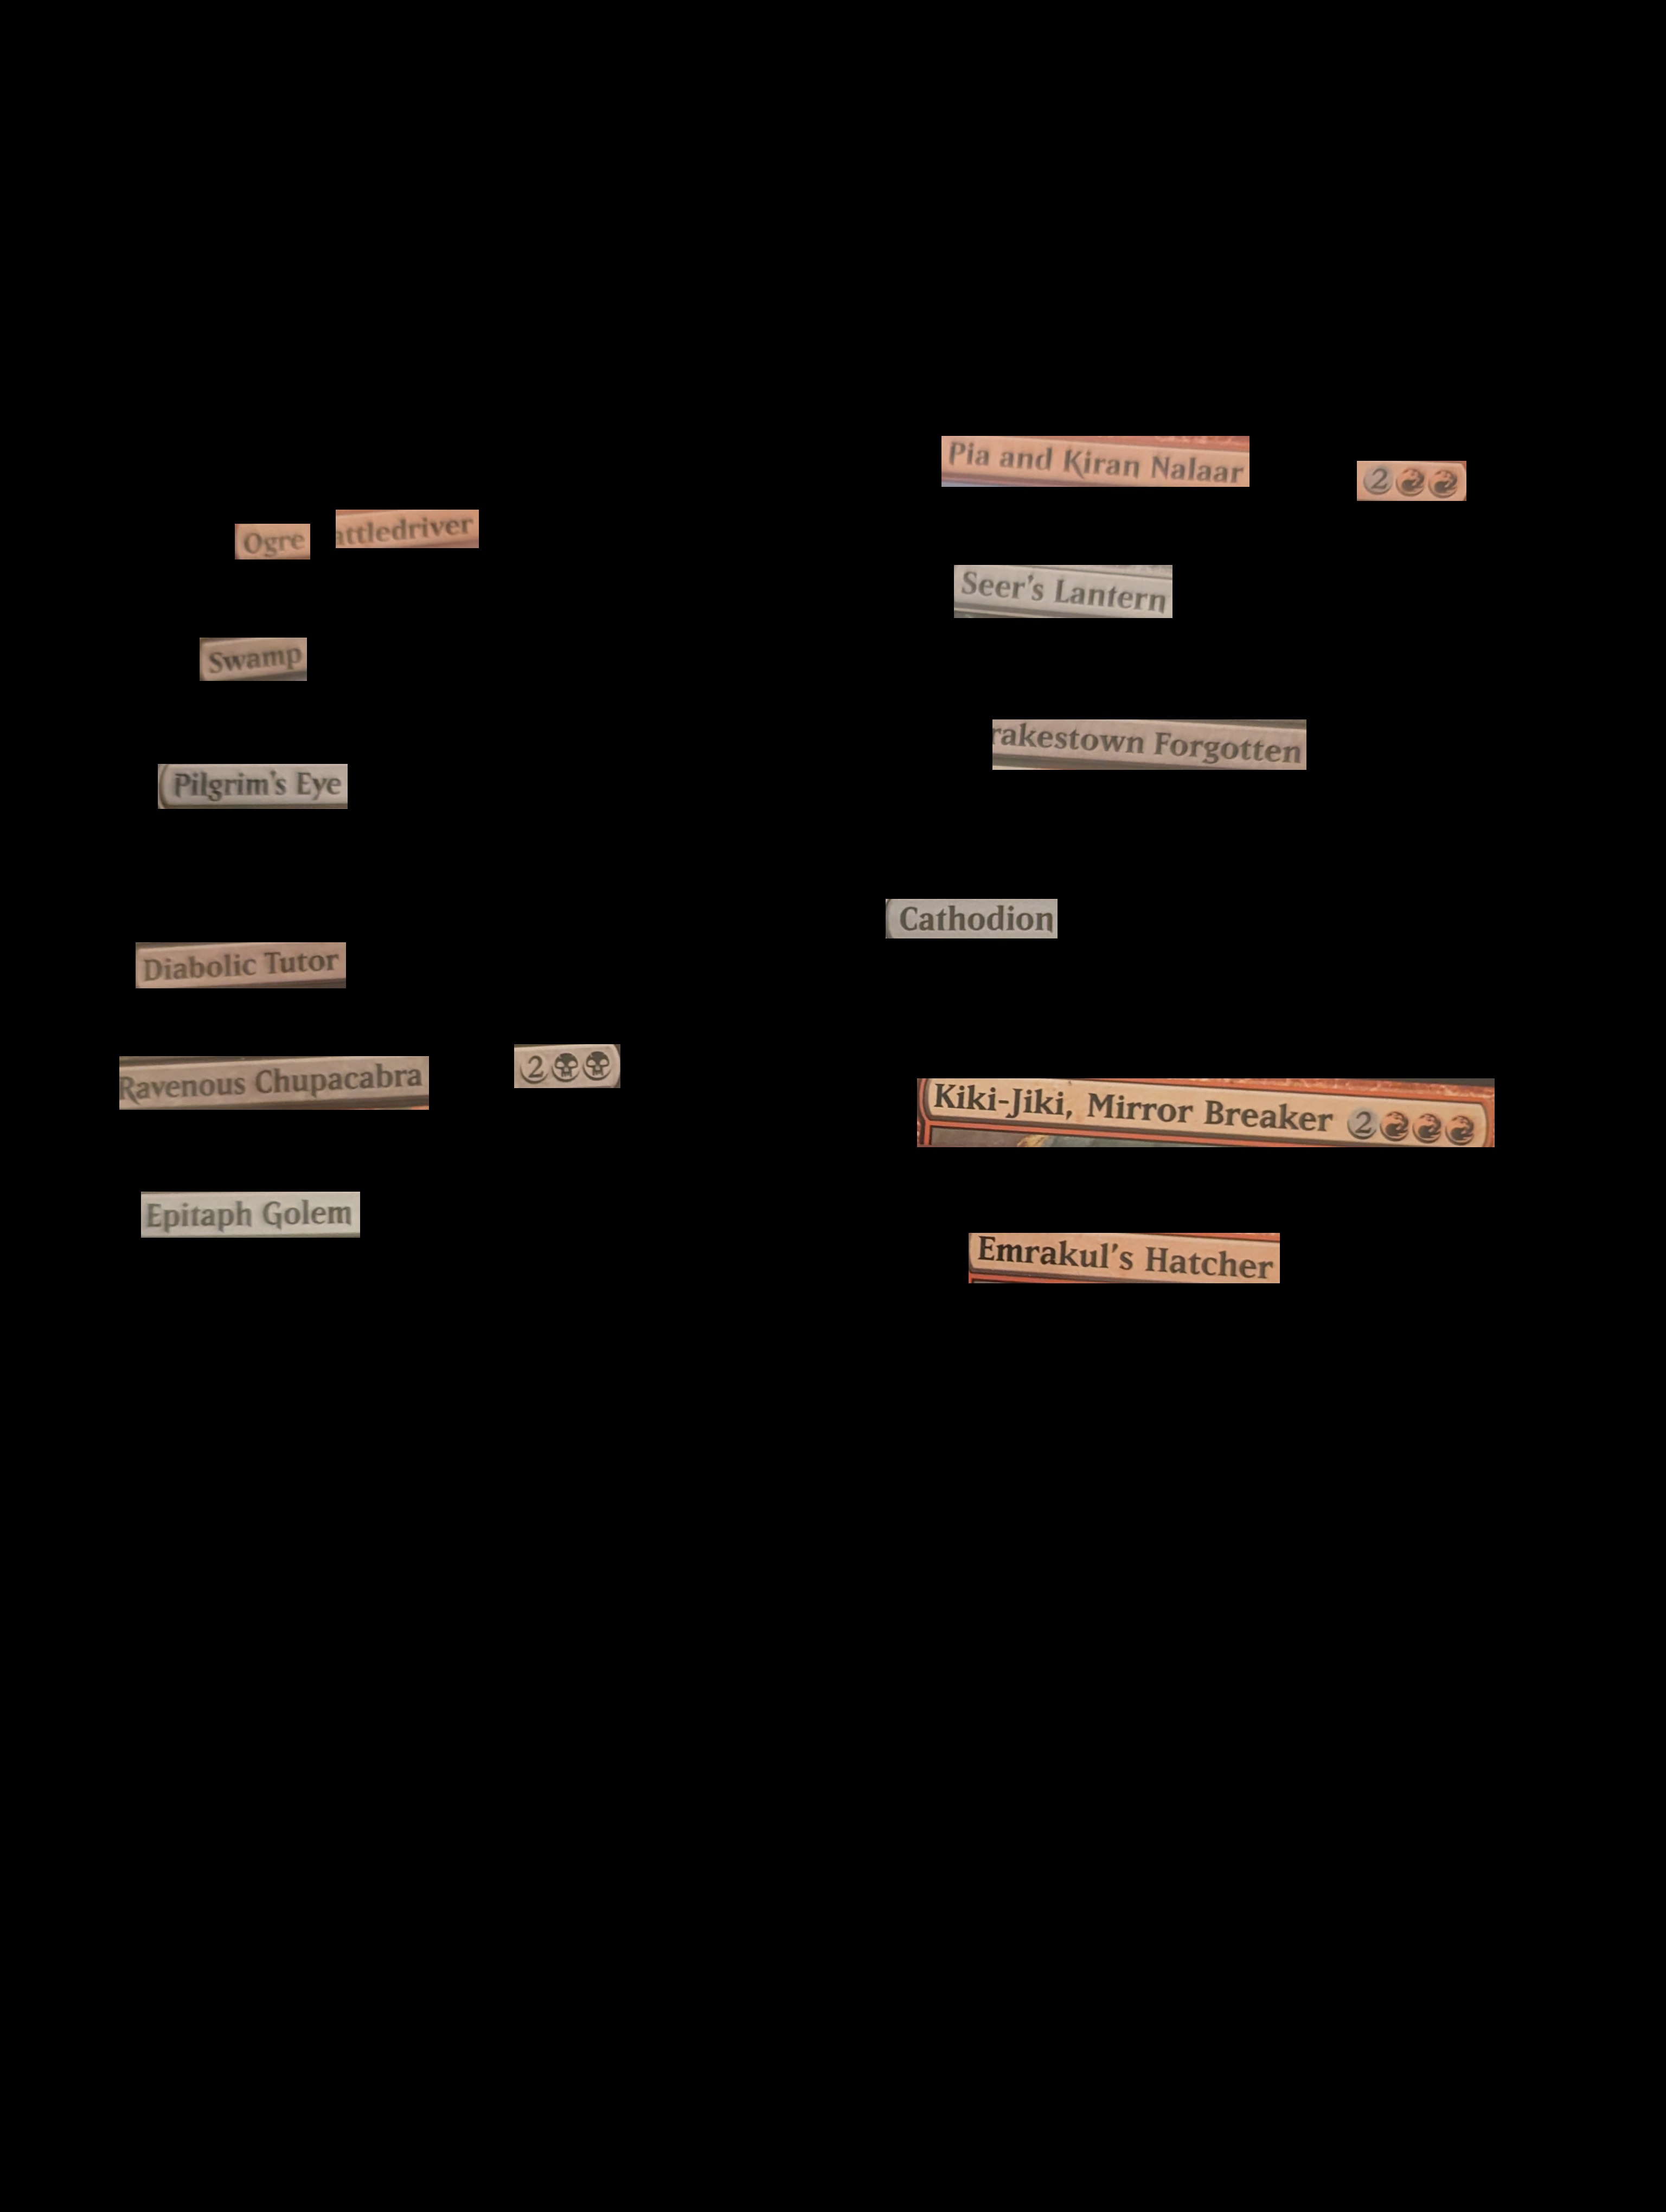 Ogre attledriver
Swamp
Pilgrim's Eye
Diabolic Tutor
Ravenous Chupacabra 2
Epitaph Golem
Pia and Kiran Nalaar 2
Seer's Lantern
rakestown Forgotten
Cathodion
Kiki-Jiki, Mirror Breaker 2
Emrakul's Hatcher